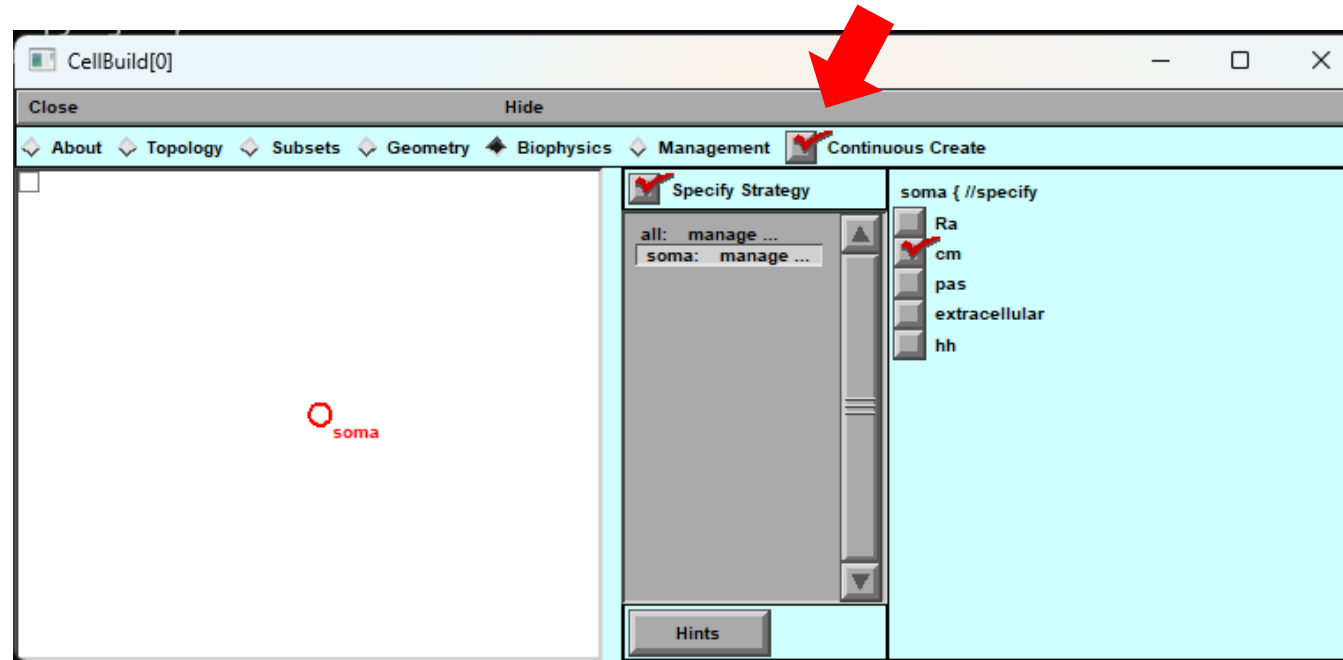 CellBuild[0]
Close Hide
About Topology Subsets Geometry Biophysics Management Continuous Create
Specify Strategy
all: manage ...
soma: manage ...
Hints
soma { //specify
Ra
cm
pas
extracellular
hh
soma